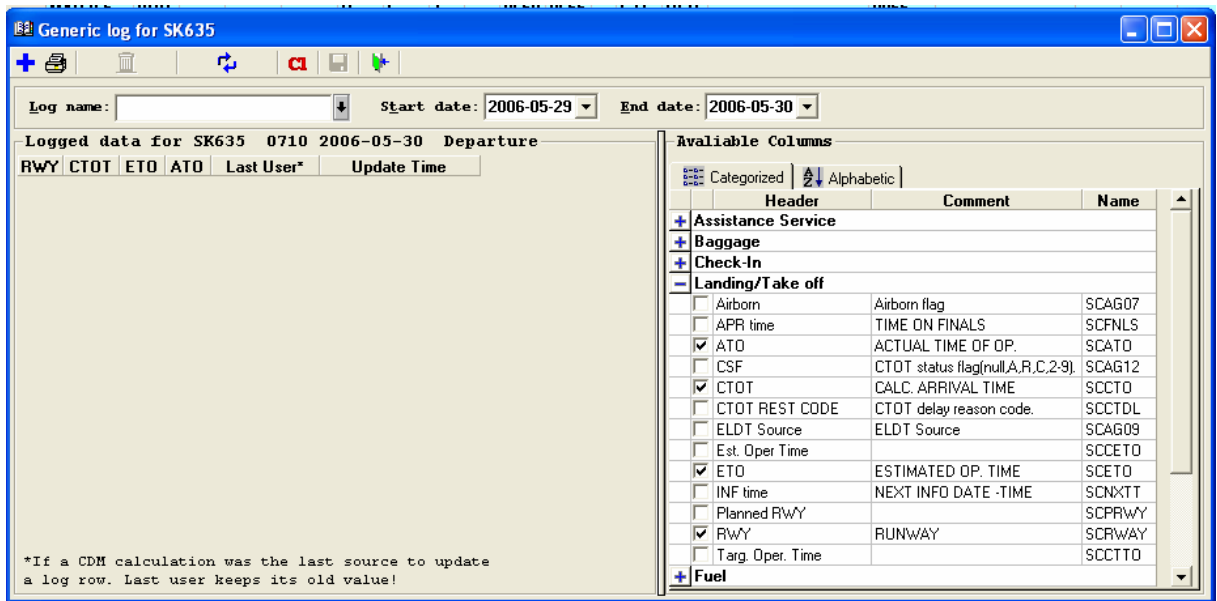 Generic log for SK635
C1
Log name: Start date: 2006-05-29 End date: 2006-05-30
Logged data for SK635 0710 2006-05-30 Departure
RWY CTOT ETO ATO Last User* Update Time
*If a CDM calculation was the last source to update
a log row. Last user keeps its old value!
Avaliable Columns
Categorized Alphabetic
Header Comment Name
Assistance Service
Baggage
Check-In
Landing/Take off
Airborn Airborn flag SCAG07
APR time TIME ON FINALS SCFNLS
ATO ACTUAL TIME OF OP. SCATO
CSF CTOT status flag(null,A,R,C,2-9). SCAG12
CTOT CALC. ARRIVAL TIME SCCTO
CTOT REST CODE CTOT delay reason code. SCCTDL
ELDT Source ELDT Source SCAG09
Est. Oper Time SCCETO
ETO ESTIMATED OP. TIME SCETO
INF time NEXT INFO DATE -TIME SCNXTT
Planned RWY SCPRWY
RWY RUNWAY SCRWAY
Targ. Oper. Time SCCTTO
Fuel